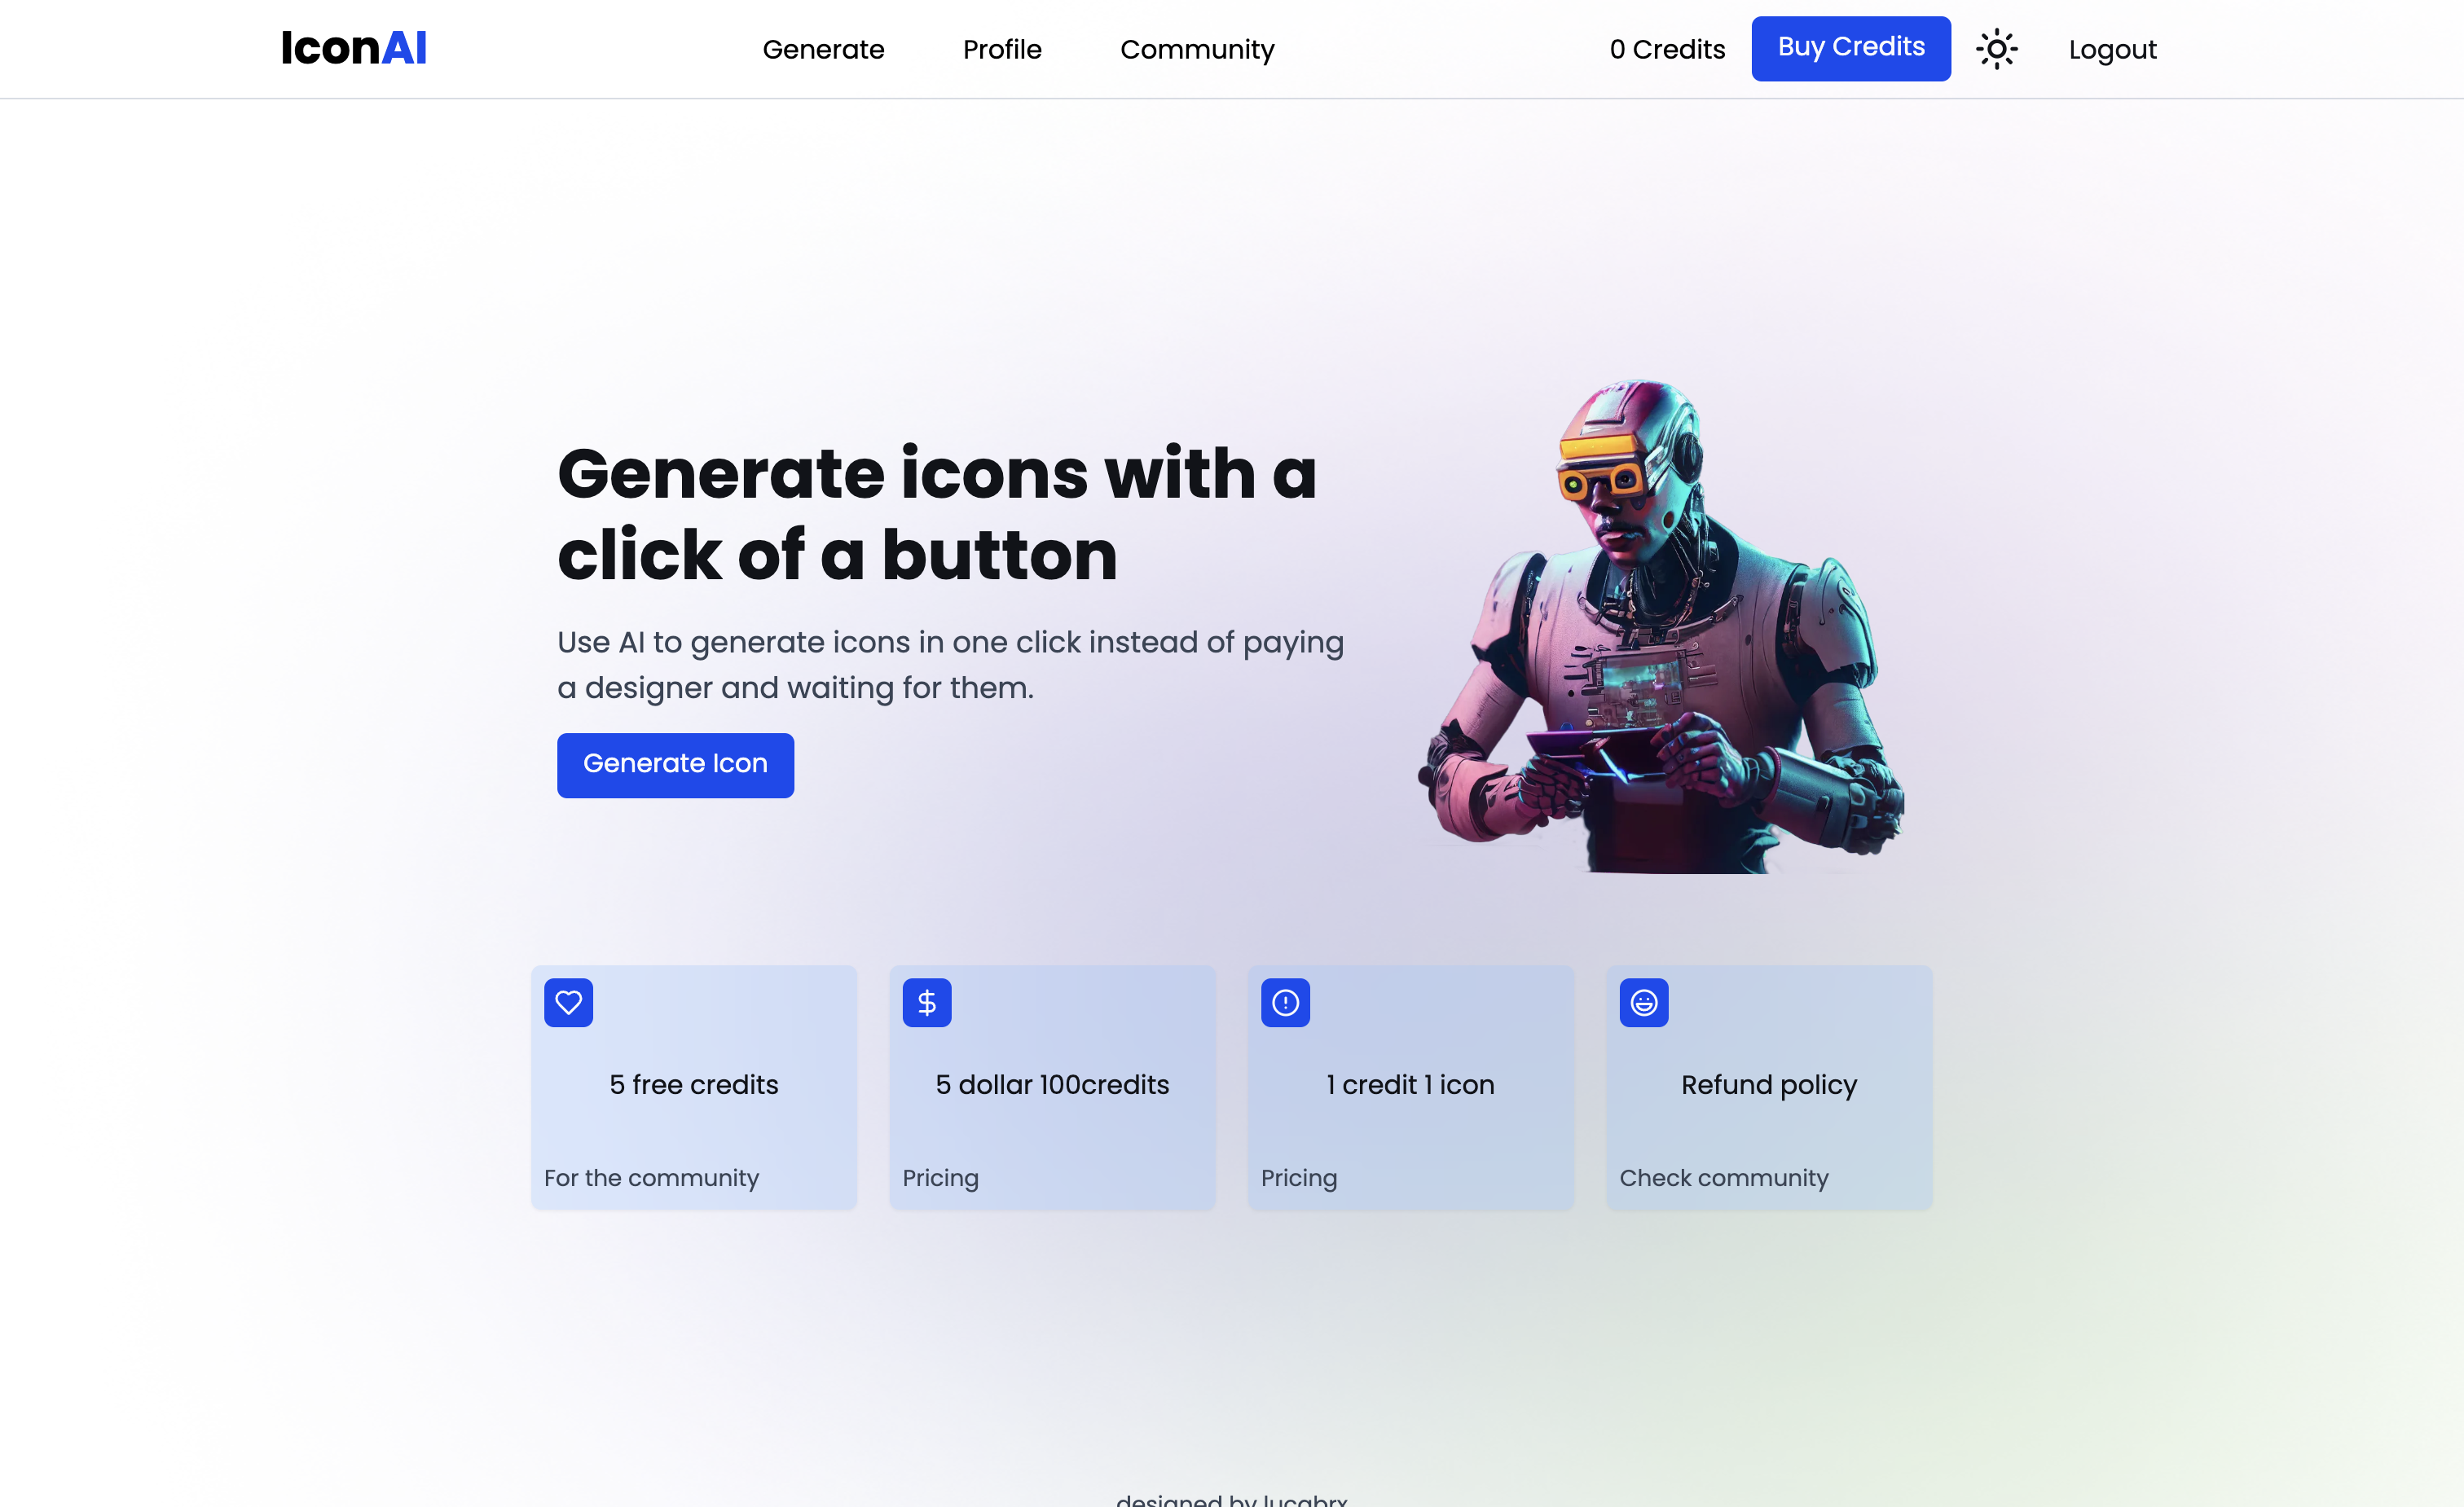 IconAI
Generate
Profile
Community
0 Credits
Buy Credits
Logout
Generate icons with a
click of a button
Use AI to generate icons in one click instead of paying
a designer and waiting for them.
Generate Icon
5 free credits
For the community
5 dollar 100credits
Pricing
1 credit 1 icon
Pricing
Refund policy
Check community
designed by lucabrx